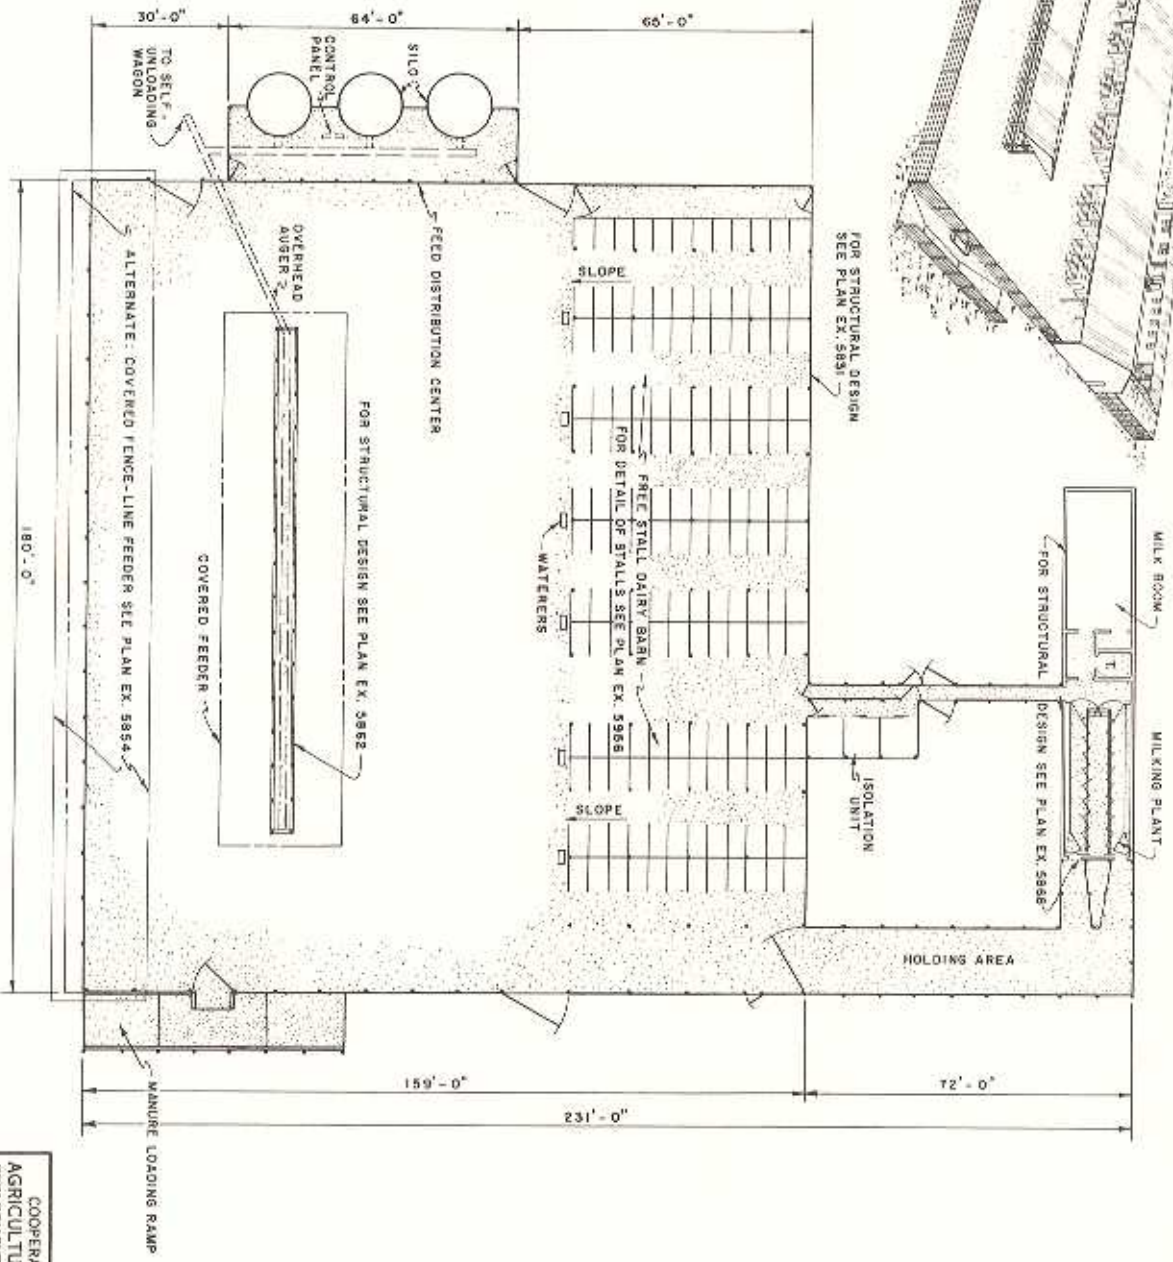 30'-0"
64'-0"
65'-0"
TO SELF-
UNLOADING
WAGON
CONTROL
PANEL
SILO
FOR STRUCTURAL DESIGN
SEE PLAN EX. 5831
MILK ROOM
MILKING PLANT
FOR STRUCTURAL
DESIGN SEE PLAN EX. 5866
T.
OVERHEAD
AUGER
FEED DISTRIBUTION CENTER
SLOPE
FREE STALL DAIRY BARN
FOR DETAIL OF STALLS SEE PLAN EX. 5966
WATERERS
SLOPE
ISOLATION
UNIT
HOLDING AREA
FOR STRUCTURAL DESIGN SEE PLAN EX. 5852
COVERED FEEDER
ALTERNATE: COVERED FENCE-LINE FEEDER SEE PLAN EX. 5854
180'-0"
159'-0"
72'-0"
231'-0"
MANURE LOADING RAMP
COOPERA
AGRICULTU